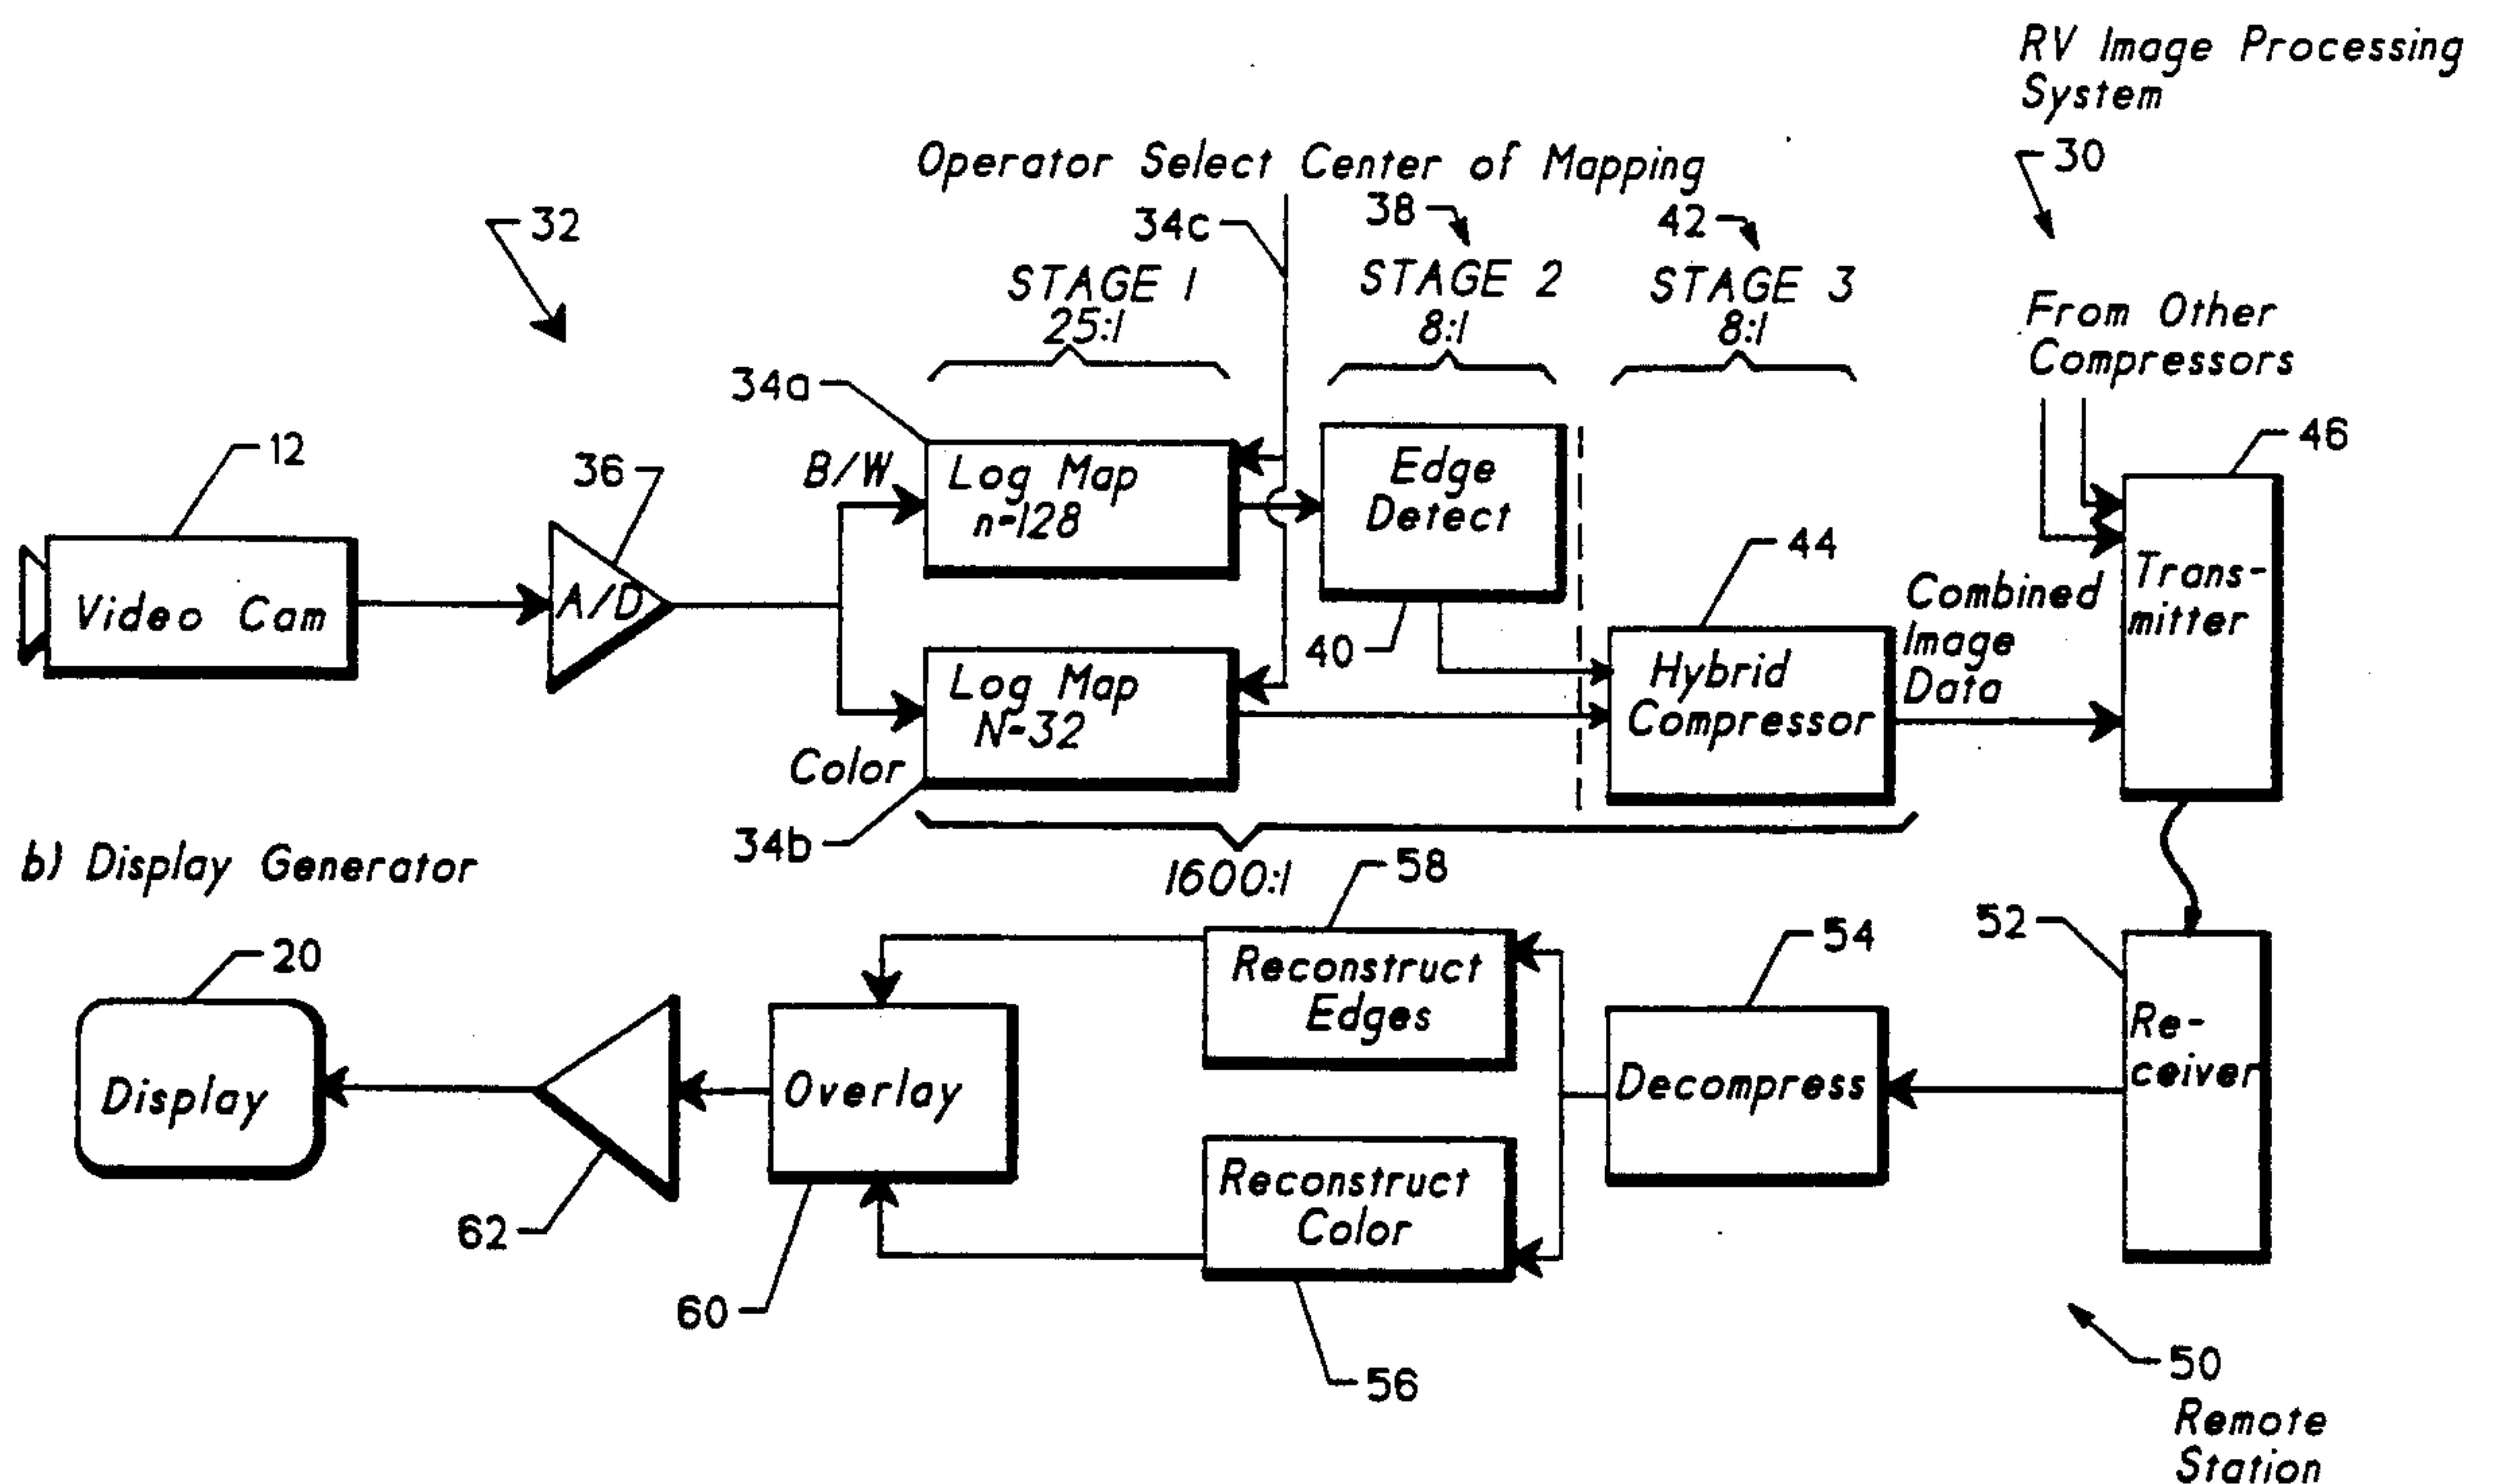 RV Image Processing
System
30
Operator Select Center of Mapping
32
34c
38
42
STAGE 1
25:1
STAGE 2
8:1
STAGE 3
8:1
From Other
Compressors
34a
12
36
B/W
Log Map
n=128
Edge
Detect
46
Video Cam
A/D
40
44
Combined
Image
Data
Trans-
mitter
Log Map
N=32
Hybrid
Compressor
Color
34b
1600:1
b) Display Generator
58
20
52
54
Reconstruct
Edges
Re-
ceiver
Display
Overlay
Decompress
Reconstruct
Color
62
60
56
50
Remote
Station